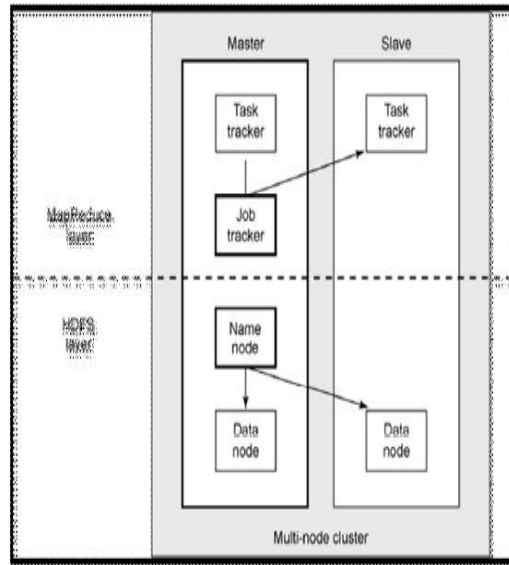 Master
Slave
Task
tracker
Task
tracker
MapReduce
layer
Job
tracker
HDFS
layer
Name
node
Data
node
Data
node
Multi-node cluster